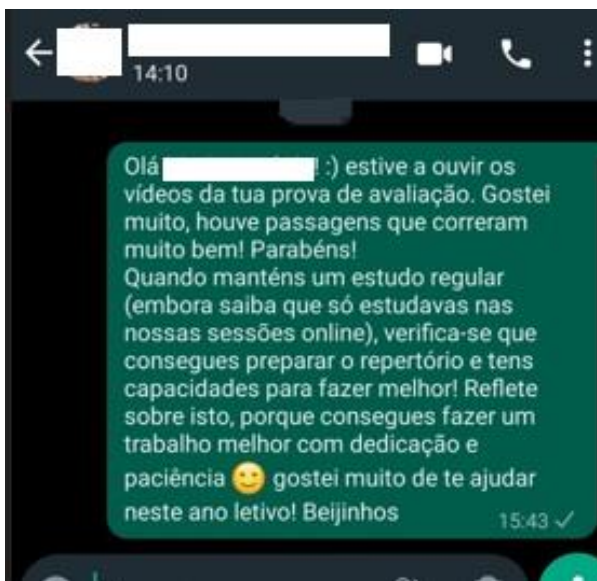 14:10
Olá ! :) estive a ouvir os
vídeos da tua prova de avaliação. Gostei
muito, houve passagens que correram
muito bem! Parabéns!
Quando manténs um estudo regular
(embora saiba que só estudavas nas
nossas sessões online), verifica-se que
consegues preparar o repertório e tens
capacidades para fazer melhor! Reflete
sobre isto, porque consegues fazer um
trabalho melhor com dedicação e
paciência 🙂 gostei muito de te ajudar
neste ano letivo! Beijinhos
15:43